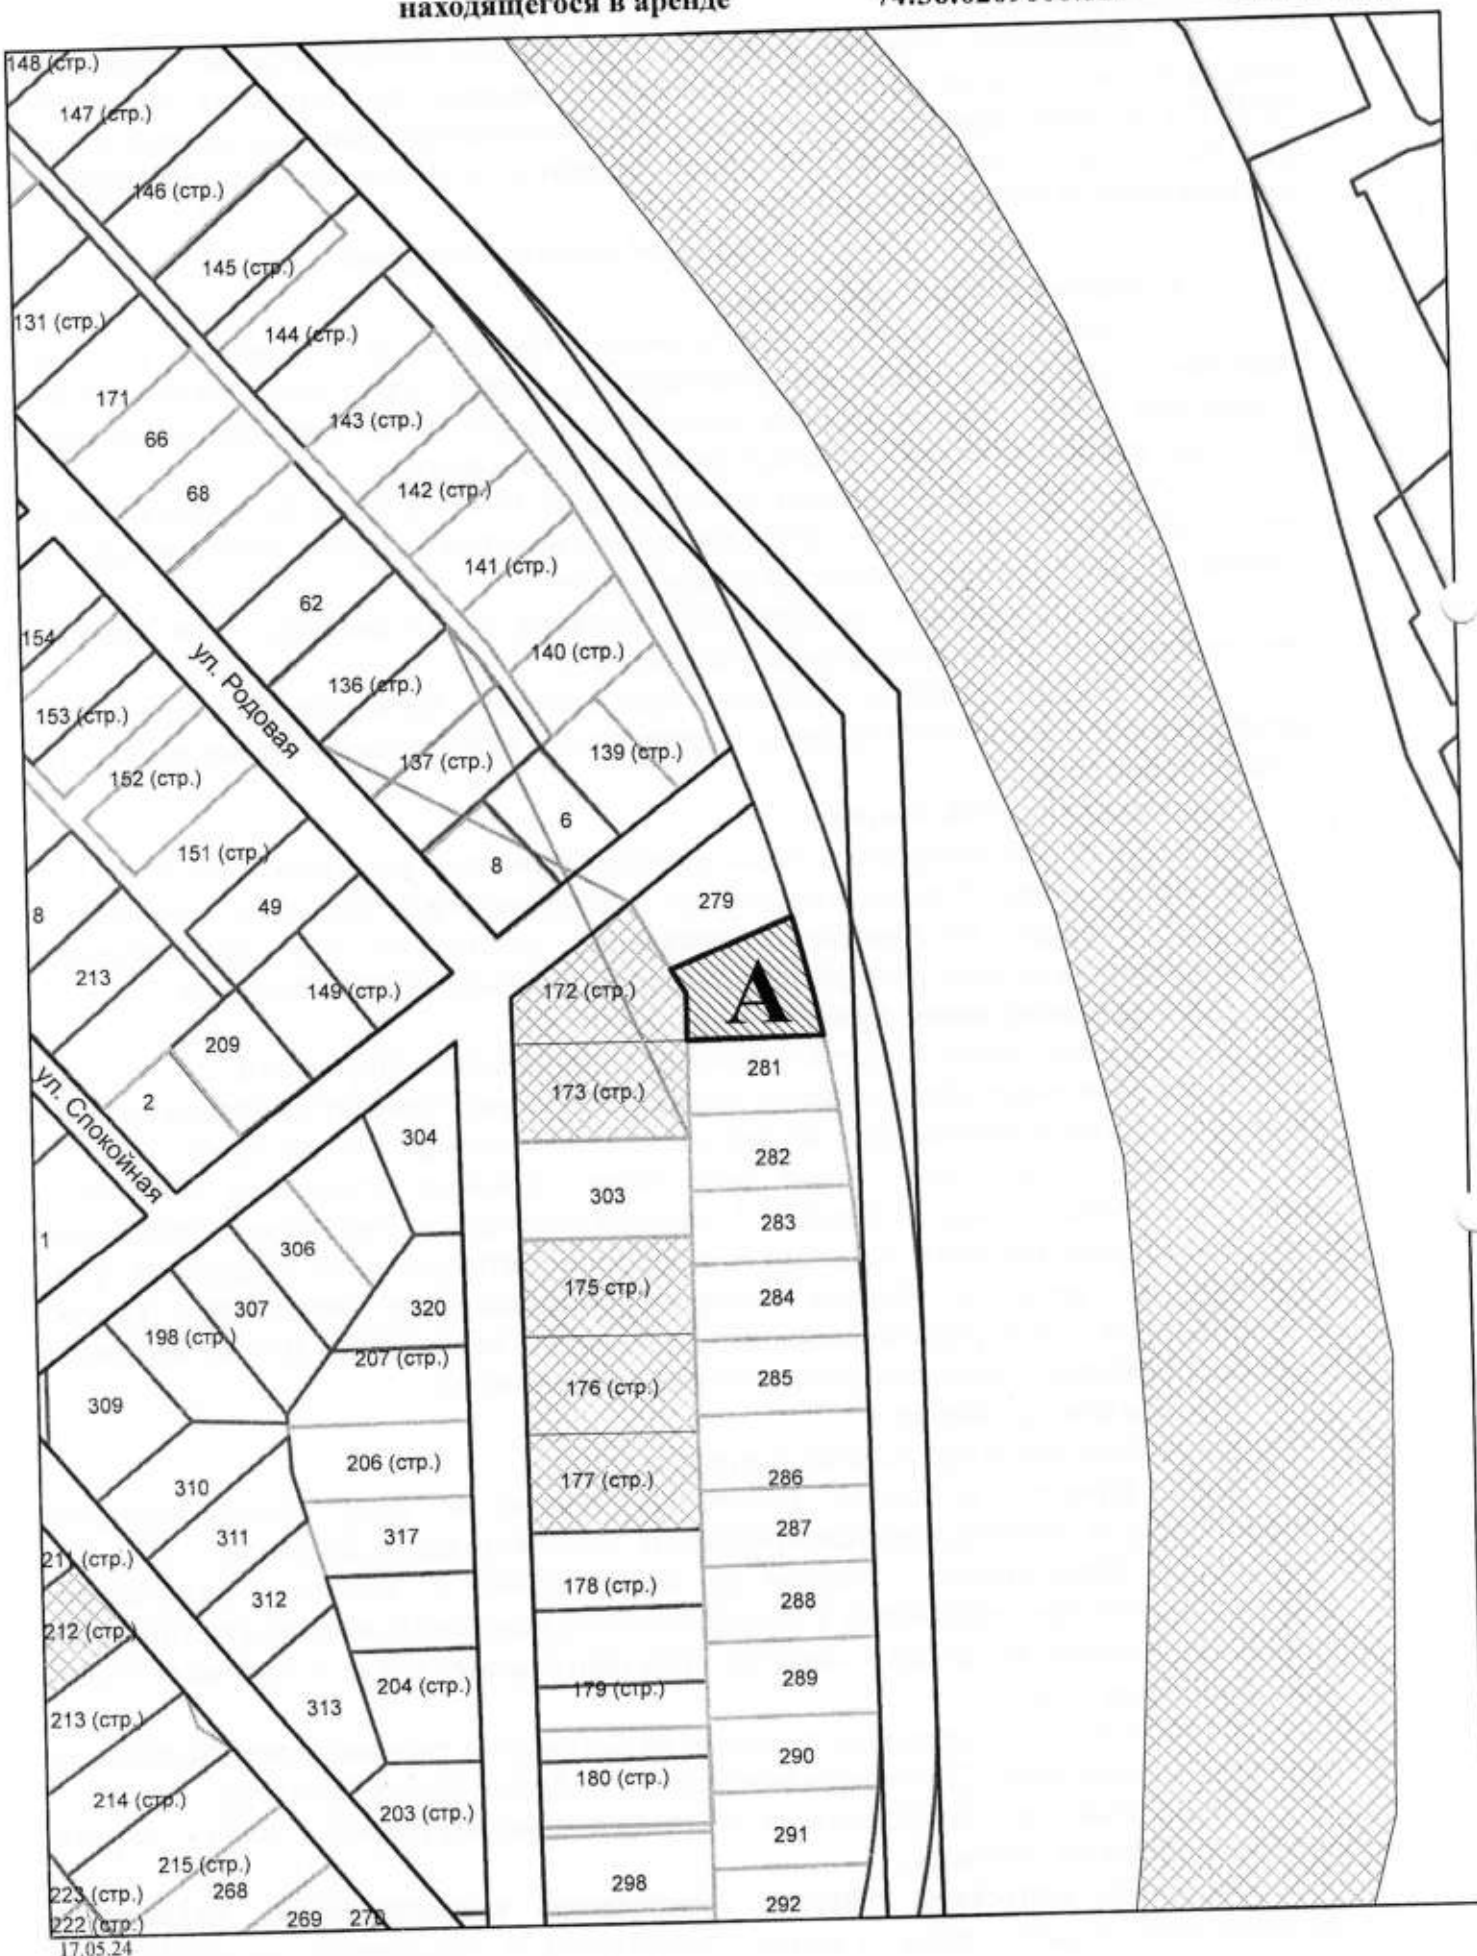 находящегося в аренде
148 (стр.)
147 (стр.)
146 (стр.)
145 (стр.)
131 (стр.)
144 (стр.)
171
143 (стр.)
66
68
142 (стр.)
141 (стр.)
62
154
140 (стр.)
ул. Родовая
136 (стр.)
153 (стр.)
139 (стр.)
137 (стр.)
152 (стр.)
6
151 (стр.)
8
279
49
8
213
149 (стр.)
172 (стр.)
А
209
281
173 (стр.)
2
ул. Спокойная
304
282
303
283
1
306
175 стр.)
284
307
320
198 (стр.)
207 (стр.)
285
176 (стр.)
309
206 (стр.)
177 (стр.)
286
310
287
311
317
211 (стр.)
178 (стр.)
312
288
212 (стр.)
204 (стр.)
179 (стр.)
289
313
213 (стр.)
290
180 (стр.)
214 (стр.)
203 (стр.)
291
215 (стр.)
298
268
223 (стр.)
292
269
270
222 (стр.)
17.05.24